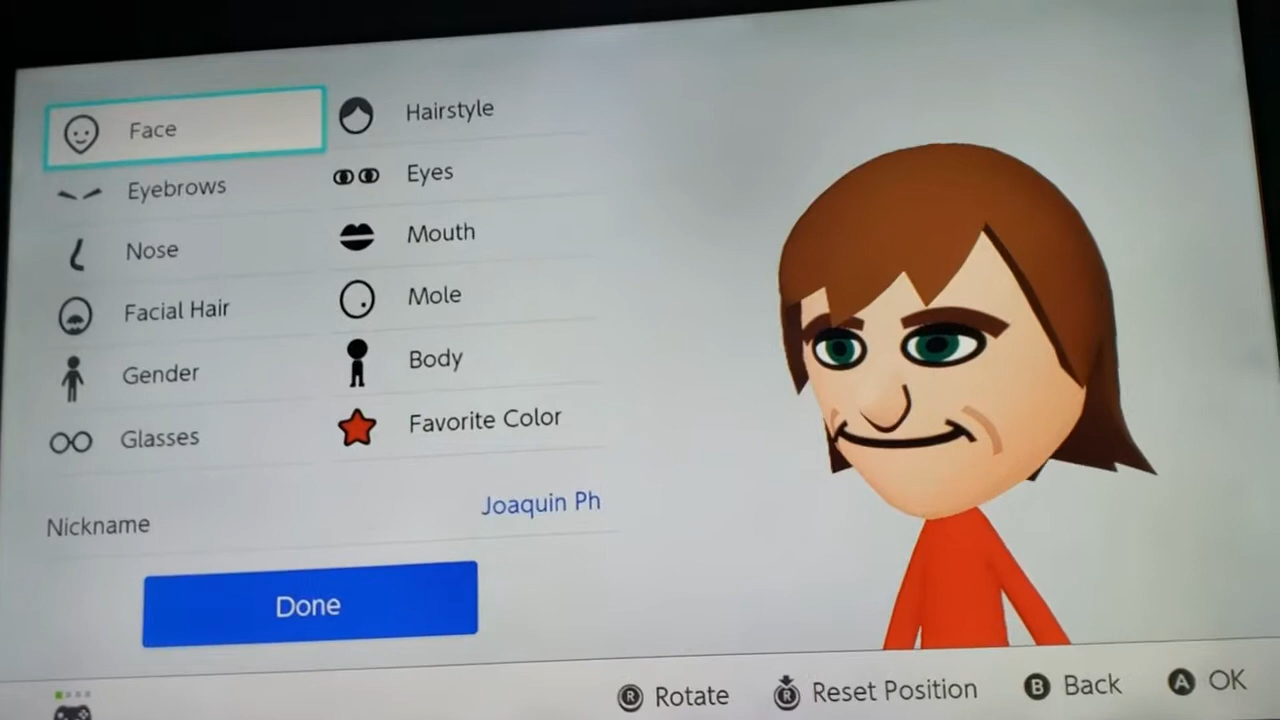 Face
Hairstyle
Eyebrows
Eyes
Nose
Mouth
Facial Hair
Mole
Gender
Body
Glasses
Favorite Color
Nickname
Joaquin Ph
Done
R Rotate
R Reset Position
B Back
A OK